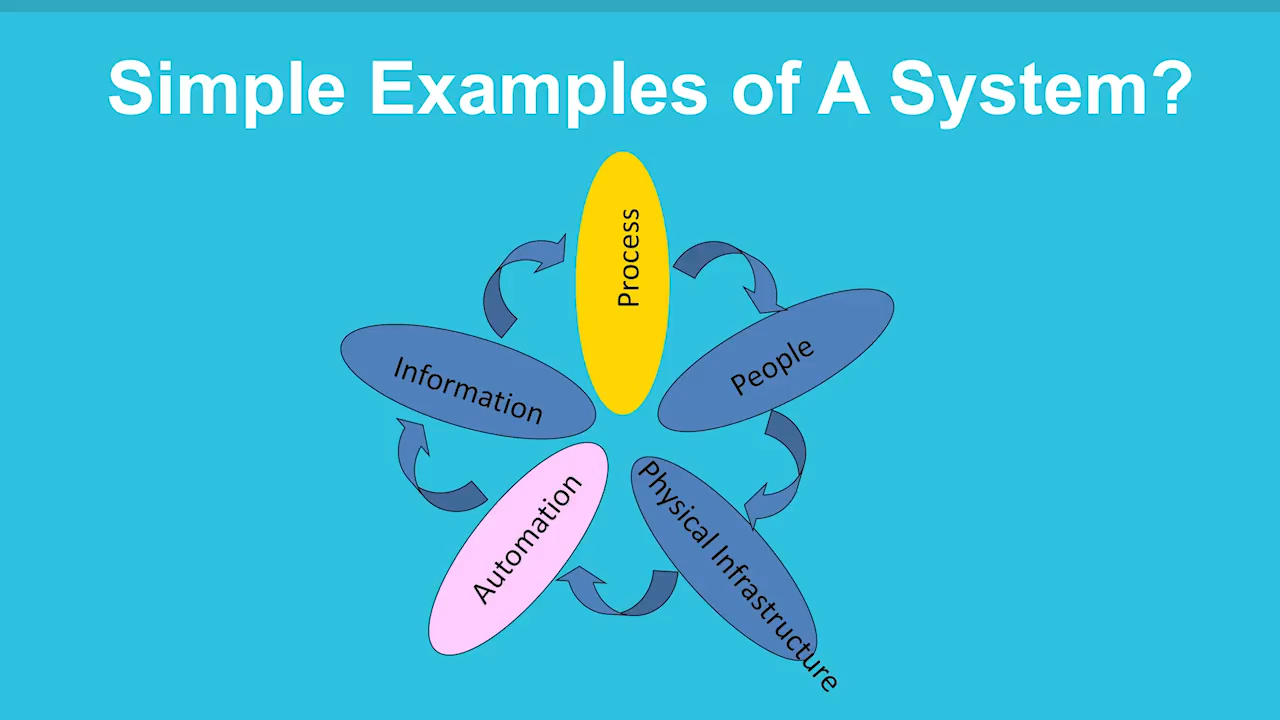 Simple Examples of A System?
Process
People
Physical Infrastructure
Automation
Information